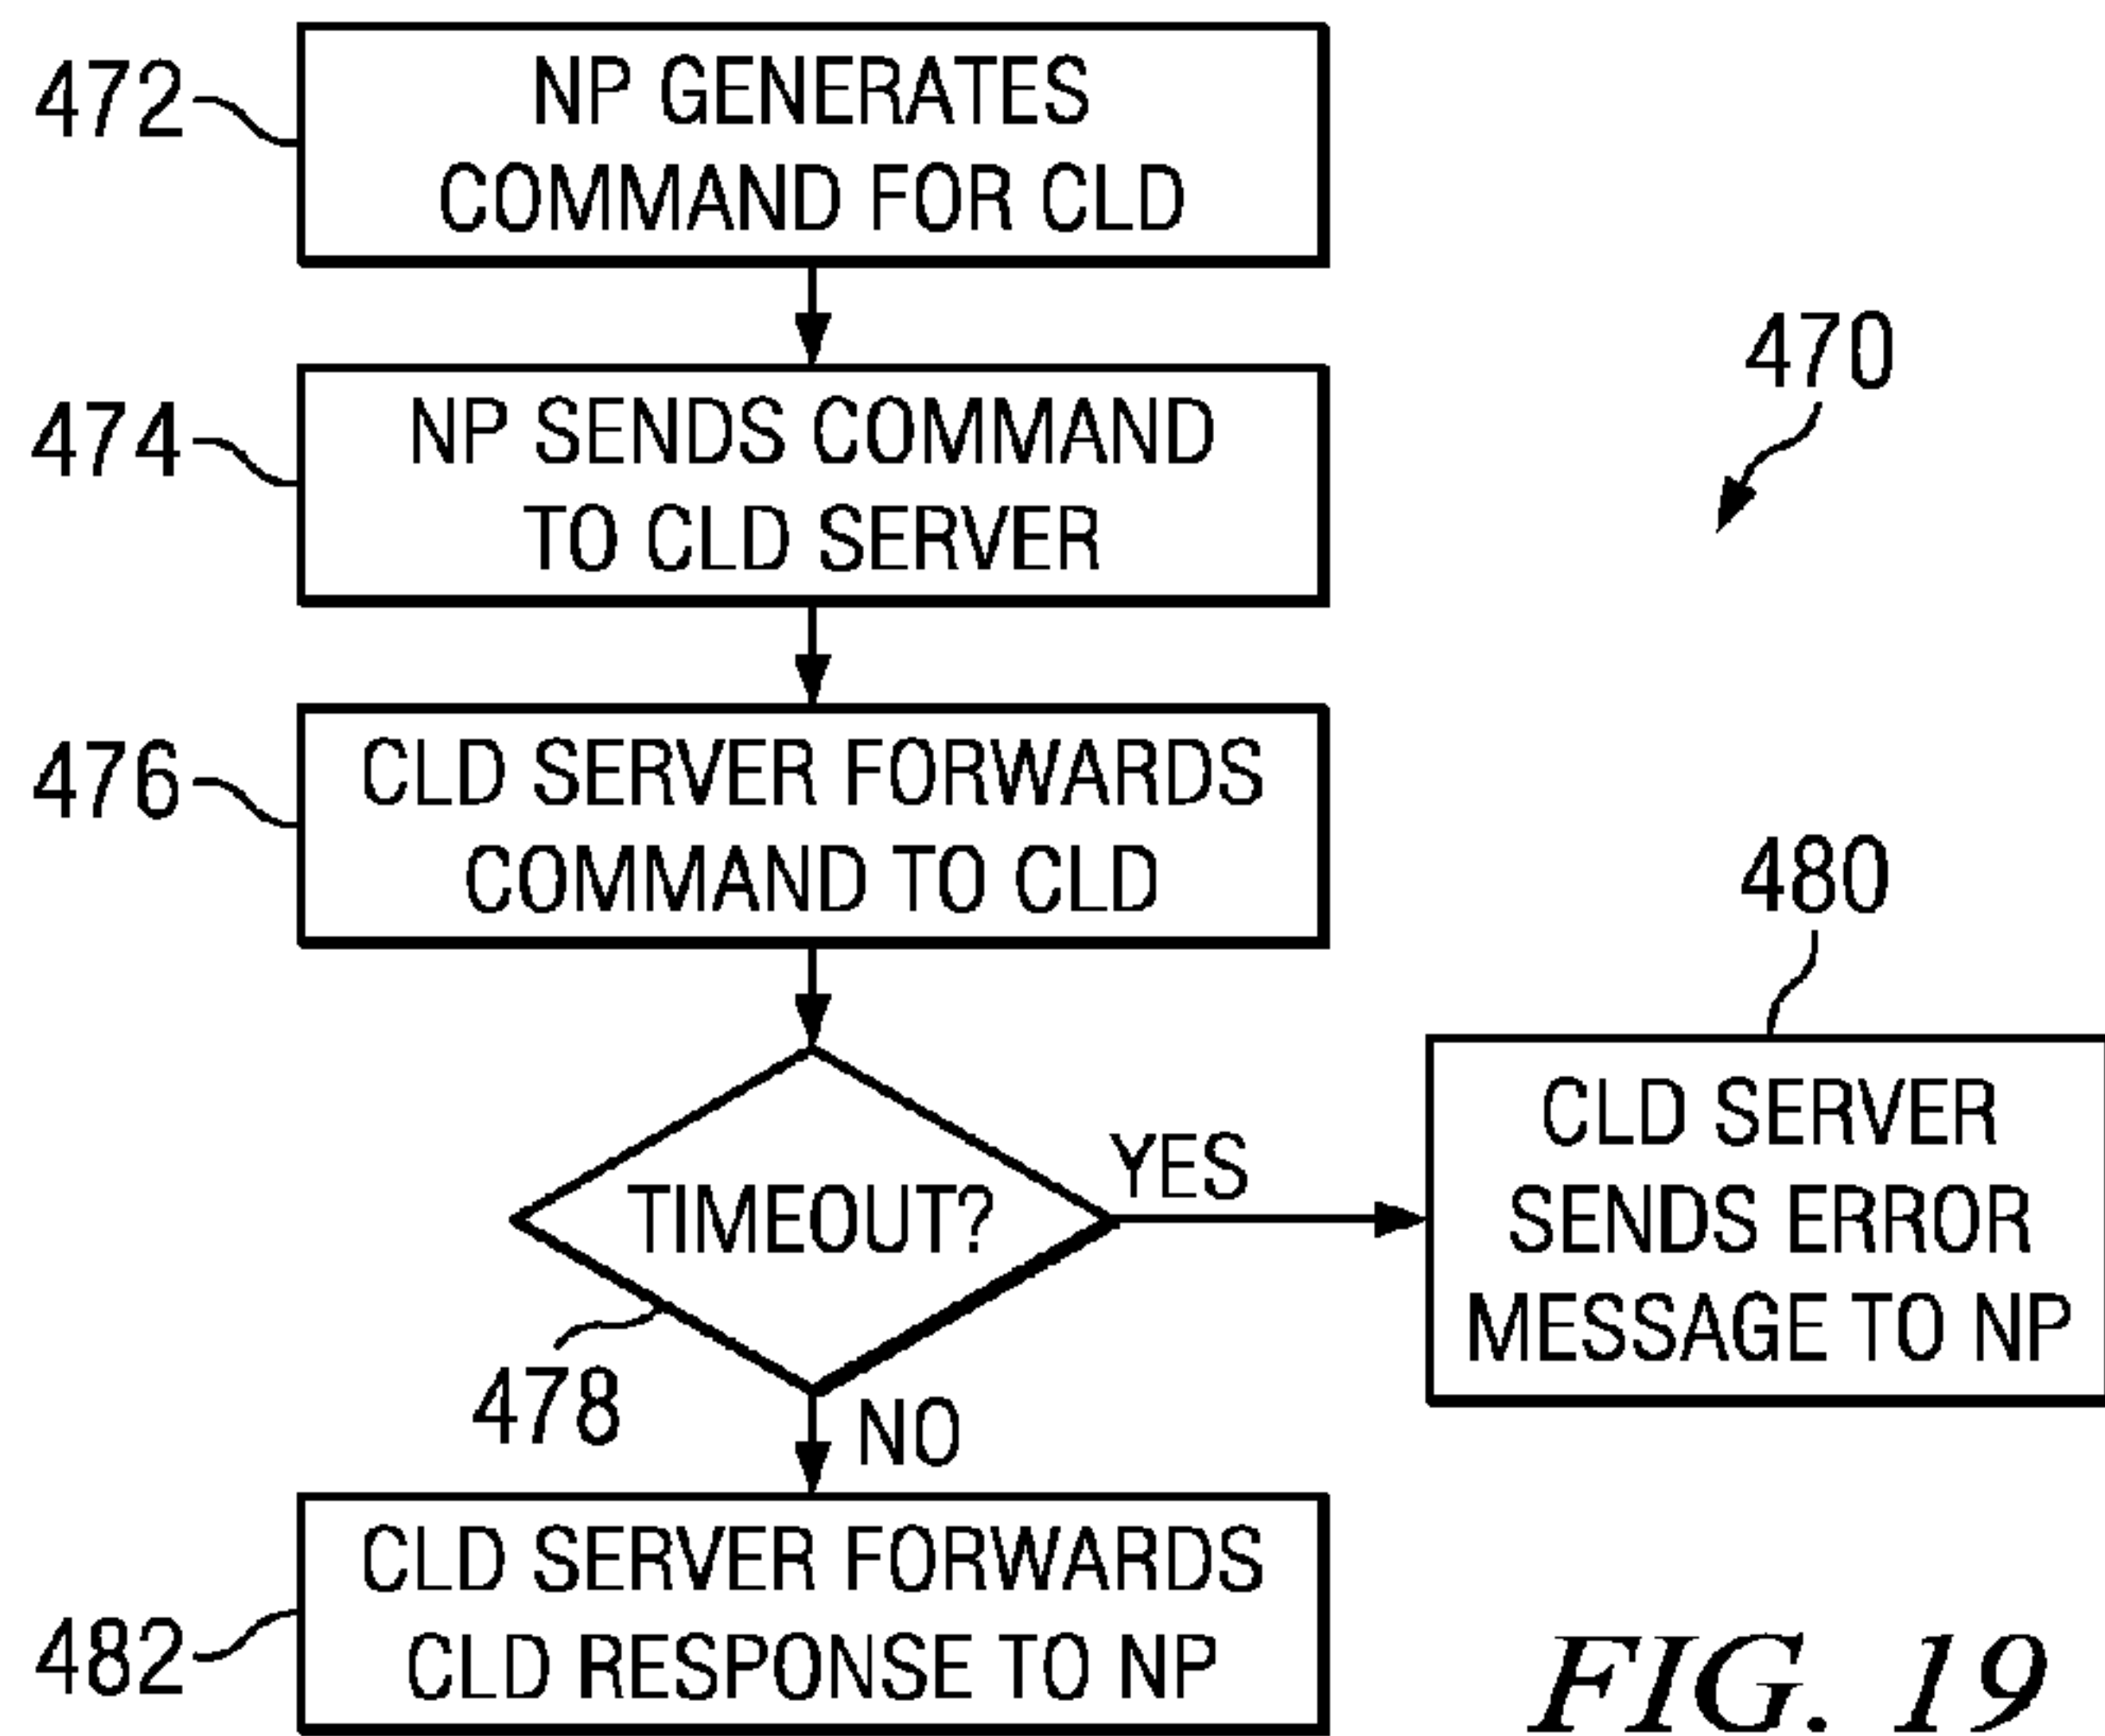 472
NP GENERATES
COMMAND FOR CLD
470
474
NP SENDS COMMAND
TO CLD SERVER
476
CLD SERVER FORWARDS
COMMAND TO CLD
480
TIMEOUT?
YES
CLD SERVER
SENDS ERROR
MESSAGE TO NP
478
NO
482
CLD SERVER FORWARDS
CLD RESPONSE TO NP
FIG. 19